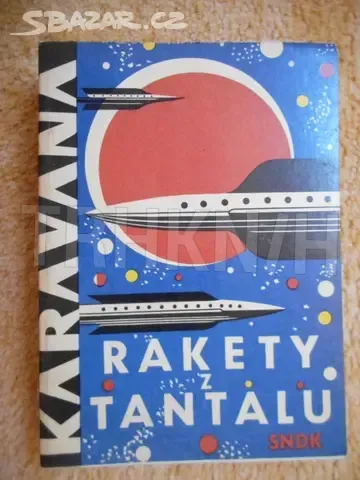 SBAZAR.CZ
KARAVANA
RAKETY
Z
TANTALU
SNDK